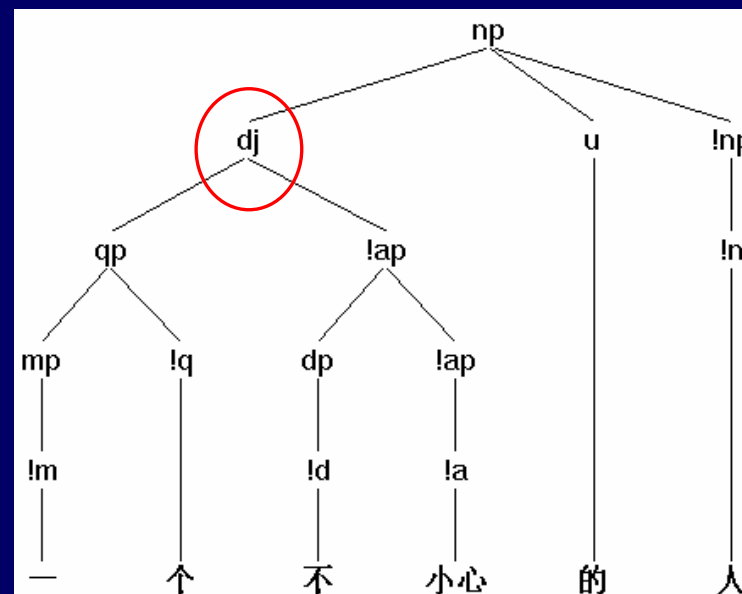 np
dj u !np
qp !ap !n
mp !q dp !ap
!m !d !a
一 个 不 小心 的 人